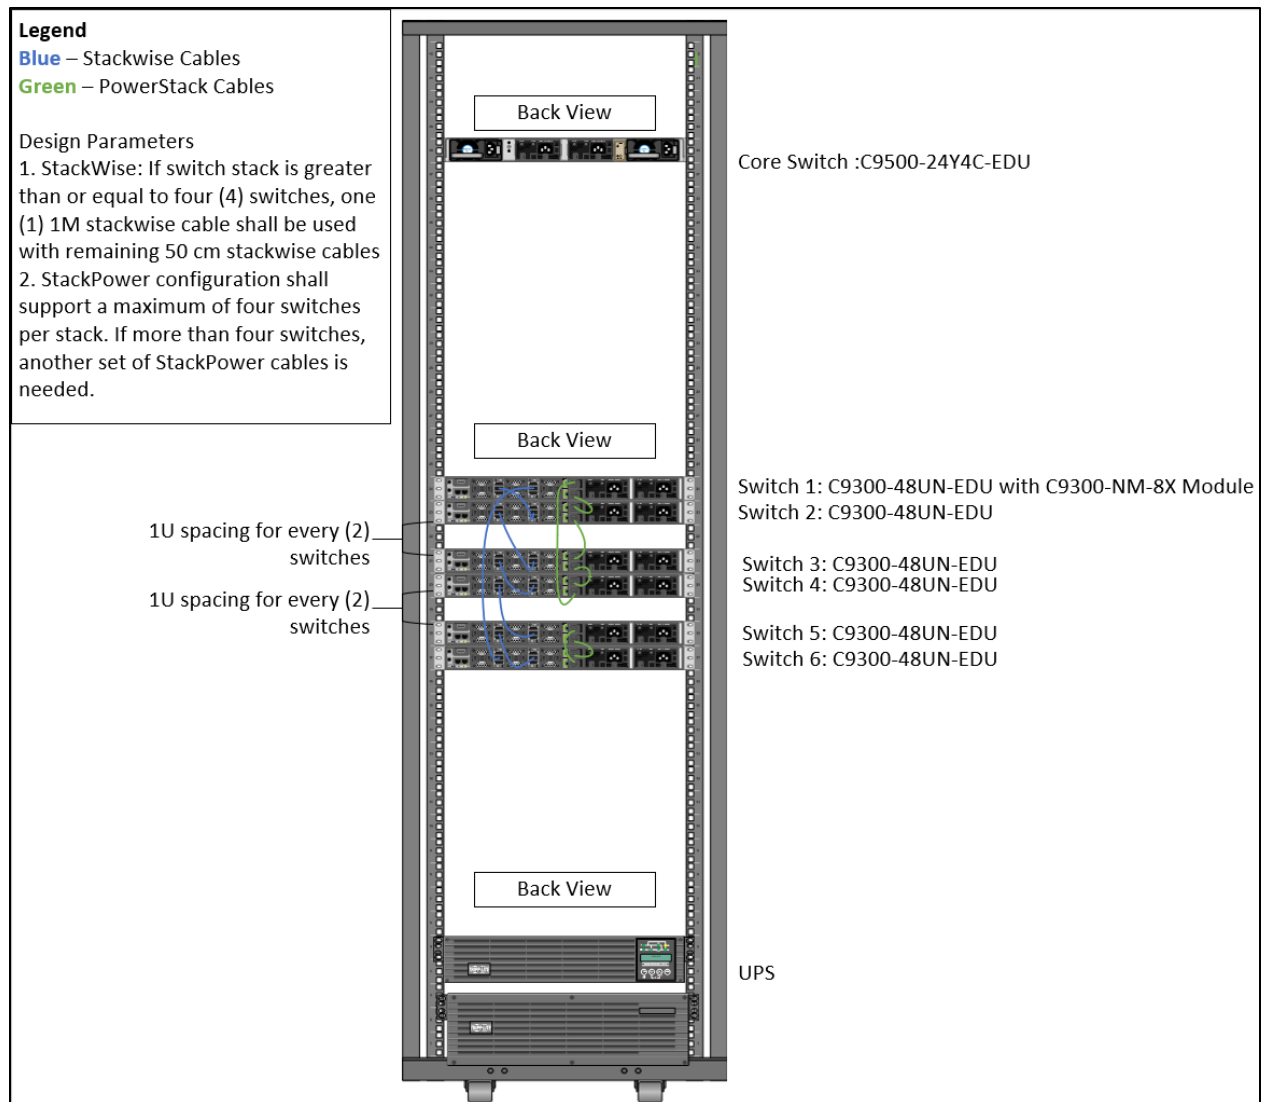 Legend
Blue – Stackwise Cables
Green – PowerStack Cables
Design Parameters
1. StackWise: If switch stack is greater
than or equal to four (4) switches, one
(1) 1M stackwise cable shall be used
with remaining 50 cm stackwise cables
2. StackPower configuration shall
support a maximum of four switches
per stack. If more than four switches,
another set of StackPower cables is
needed.
Back View
Core Switch :C9500-24Y4C-EDU
Back View
Switch 1: C9300-48UN-EDU with C9300-NM-8X Module
Switch 2: C9300-48UN-EDU
1U spacing for every (2)
switches
Switch 3: C9300-48UN-EDU
Switch 4: C9300-48UN-EDU
1U spacing for every (2)
switches
Switch 5: C9300-48UN-EDU
Switch 6: C9300-48UN-EDU
Back View
UPS